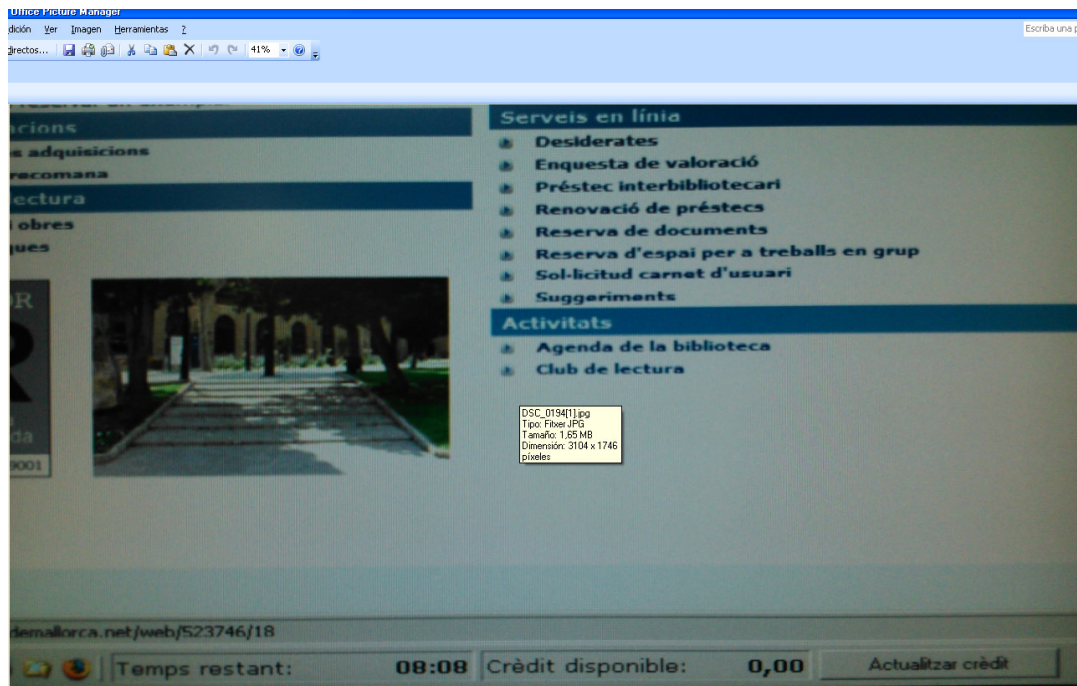 Office Picture Manager
dición Ver Imagen Herramientas ?
Escriba una p
directos... 41%
acions
Serveis en línia
s adquisicions
Desiderates
recomana
Enquesta de valoració
Préstec interbibliotecari
ectura
Renovació de préstecs
obres
Reserva de documents
ques
Reserva d'espai per a treballs en grup
Sol·licitud carnet d'usuari
Suggeriments
R
Activitats
Agenda de la biblioteca
Club de lectura
R
DSC_0194[1].jpg
Tipo: Fitxer JPG
Tamaño: 1,65 MB
Dimensión: 3104 x 1746
píxeles
da
9001
demallorca.net/web/523746/18
Temps restant: 08:08 Crèdit disponible: 0,00 Actualitzar crèdit